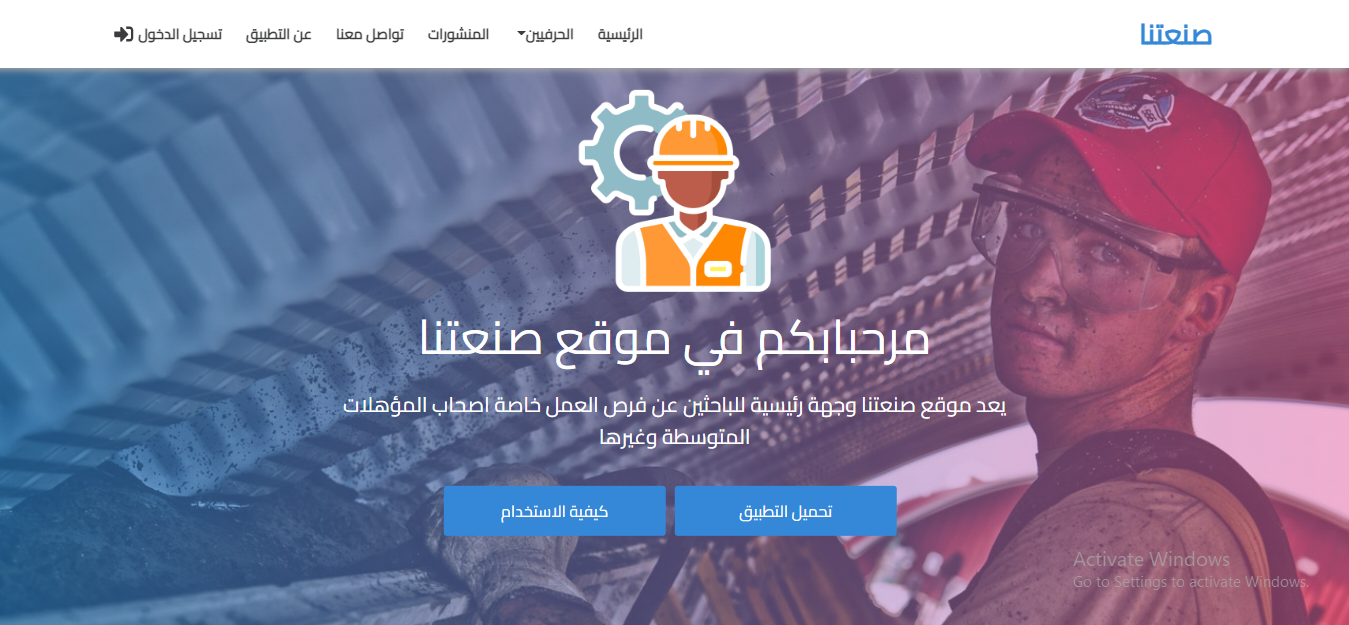 صنعتنا
الرئيسية الحرفيين المنشورات تواصل معنا عن التطبيق تسجيل الدخول
مرحبابكم في موقع صنعتنا
يعد موقع صنعتنا وجهة رئيسية للباحثين عن فرص العمل خاصة اصحاب المؤهلات
المتوسطة وغيرها
تحميل التطبيق كيفية الاستخدام
Activate Windows
Go to Settings to activate Windows.